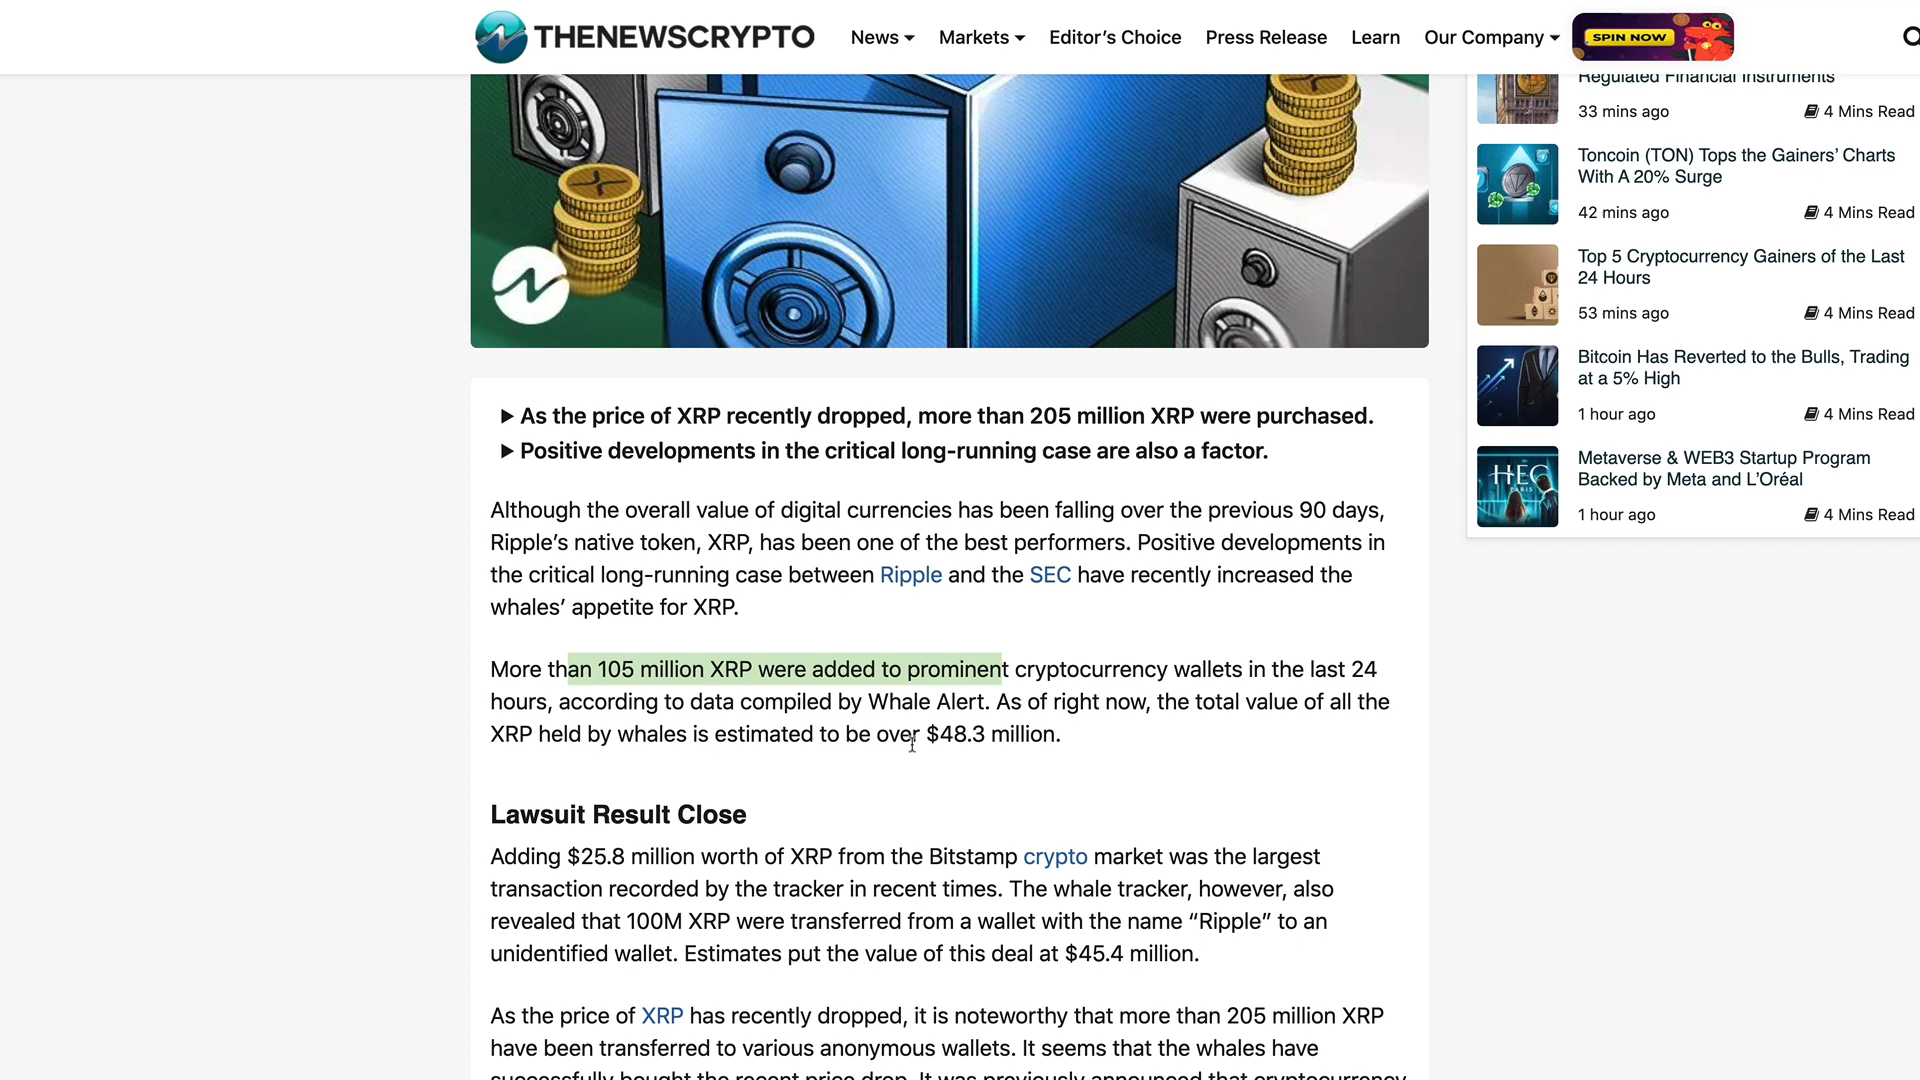 THENEWSCRYPTO
News
Markets
Editor's Choice
Press Release
Learn
Our Company
SPIN NOW
▶ As the price of XRP recently dropped, more than 205 million XRP were purchased.
▶ Positive developments in the critical long-running case are also a factor.
Although the overall value of digital currencies has been falling over the previous 90 days,
Ripple's native token, XRP, has been one of the best performers. Positive developments in
the critical long-running case between Ripple and the SEC have recently increased the
whales' appetite for XRP.
More than 105 million XRP were added to prominent cryptocurrency wallets in the last 24
hours, according to data compiled by Whale Alert. As of right now, the total value of all the
XRP held by whales is estimated to be over $48.3 million.
Lawsuit Result Close
Adding $25.8 million worth of XRP from the Bitstamp crypto market was the largest
transaction recorded by the tracker in recent times. The whale tracker, however, also
revealed that 100M XRP were transferred from a wallet with the name “Ripple” to an
unidentified wallet. Estimates put the value of this deal at $45.4 million.
As the price of XRP has recently dropped, it is noteworthy that more than 205 million XRP
have been transferred to various anonymous wallets. It seems that the whales have
successfully bought the recent price drop. It was previously announced that cryptocurrency
Regulated Financial Instruments
33 mins ago
4 Mins Read
Toncoin (TON) Tops the Gainers' Charts
With A 20% Surge
42 mins ago
4 Mins Read
Top 5 Cryptocurrency Gainers of the Last
24 Hours
53 mins ago
4 Mins Read
Bitcoin Has Reverted to the Bulls, Trading
at a 5% High
1 hour ago
4 Mins Read
HEC
PARIS
Metaverse & WEB3 Startup Program
Backed by Meta and L'Oréal
1 hour ago
4 Mins Read